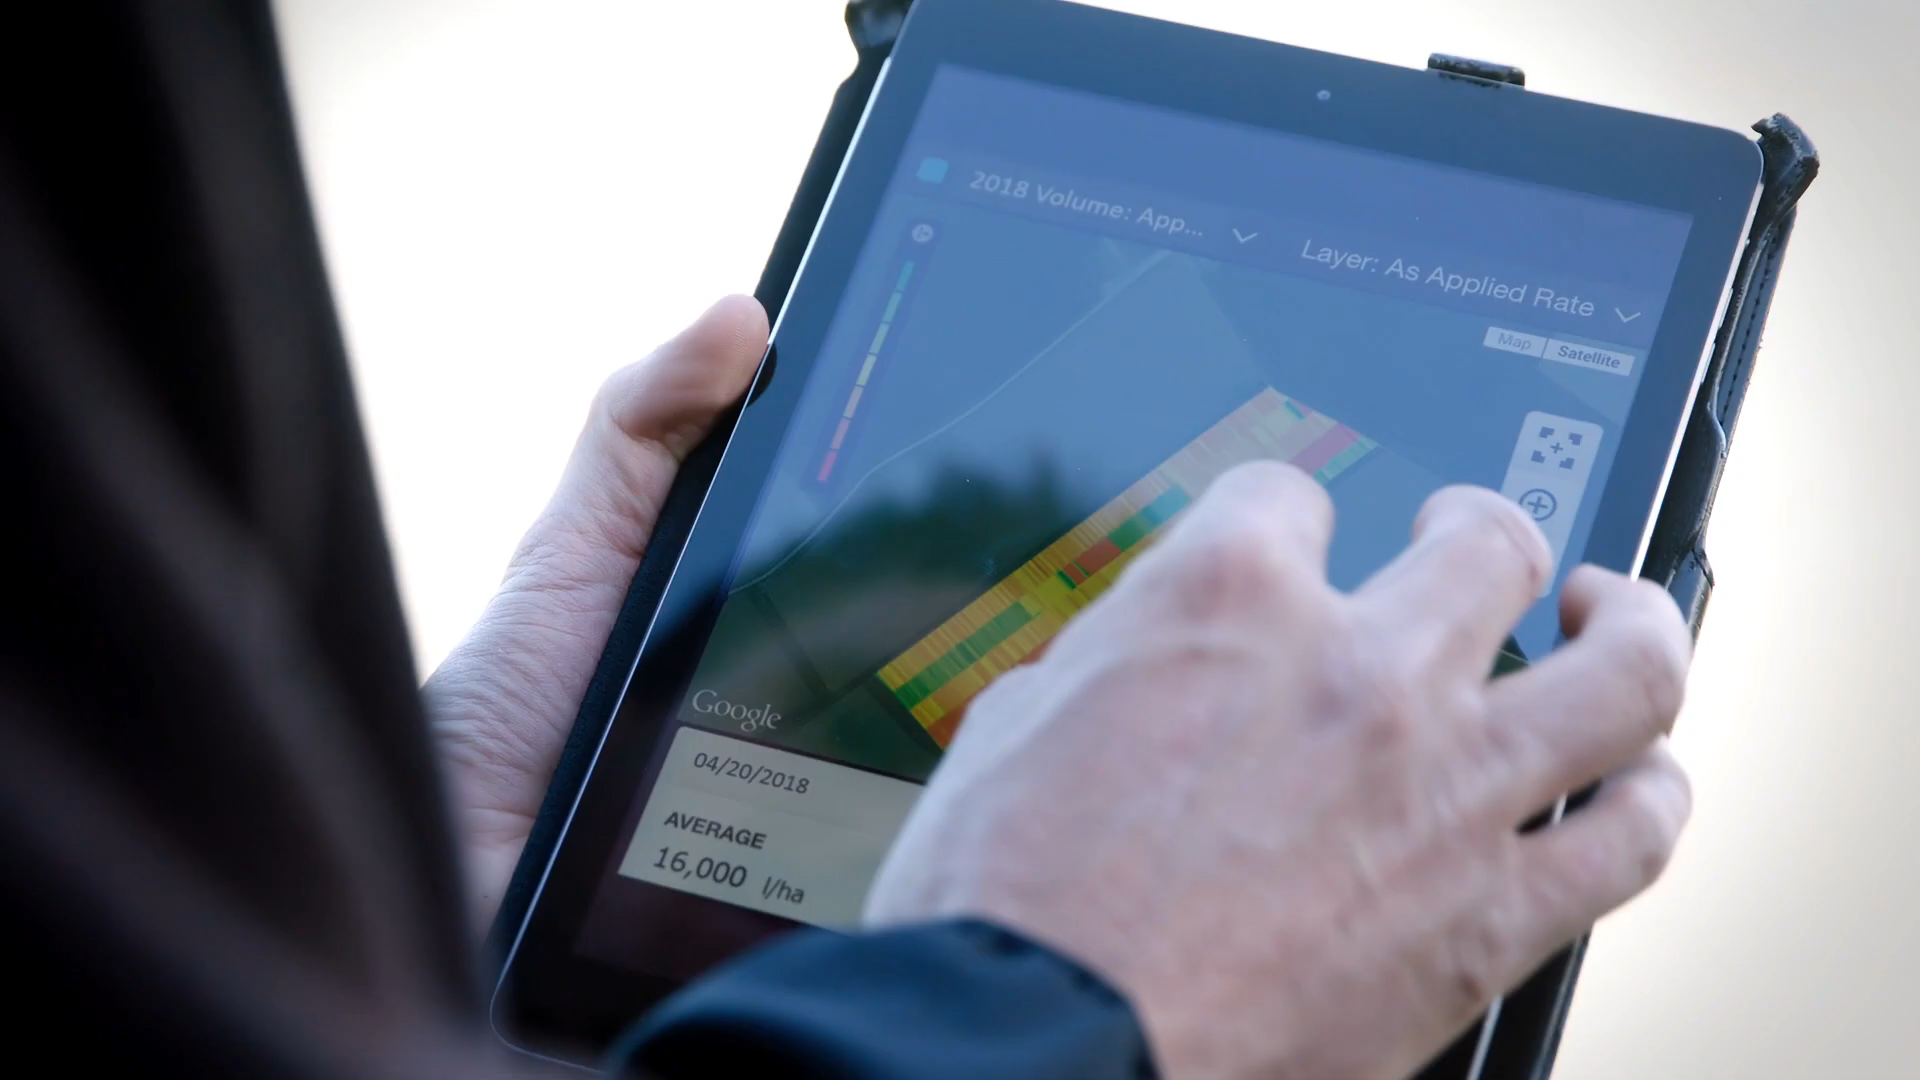 2018 Volume: App...
Layer: As Applied Rate
Map
Satellite
Google
04/20/2018
AVERAGE
16,000 l/ha